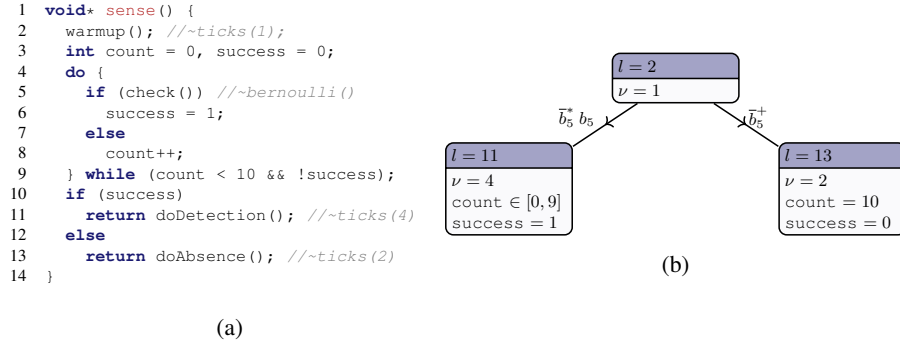 1 void* sense() {
2 warmup(); //~ticks(1);
3 int count = 0, success = 0;
4 do {
5 if (check()) //~bernoulli()
6 success = 1;
7 else
8 count++;
9 } while (count < 10 && !success);
10 if (success)
11 return doDetection(); //~ticks(4)
12 else
13 return doAbsence(); //~ticks(2)
14 }
(a)
l = 2
ν = 1
b̅₅* b₅
b̅₅⁺
l = 11
ν = 4
count ∈ [0, 9]
success = 1
l = 13
ν = 2
count = 10
success = 0
(b)